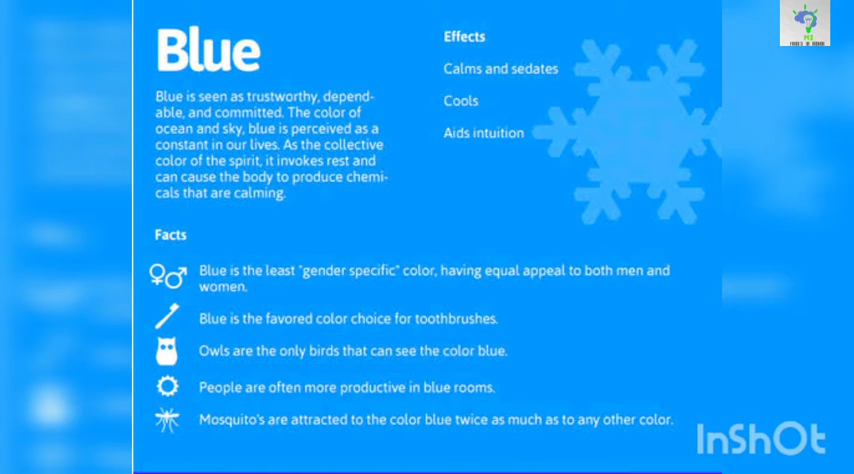 Blue
Blue is seen as trustworthy, depend-
able, and committed. The color of
ocean and sky, blue is perceived as a
constant in our lives. As the collective
color of the spirit, it invokes rest and
can cause the body to produce chemi-
cals that are calming.
Effects
Calms and sedates
Cools
Aids intuition
Facts
Blue is the least "gender specific" color, having equal appeal to both men and
women.
Blue is the favored color choice for toothbrushes.
Owls are the only birds that can see the color blue.
People are often more productive in blue rooms.
Mosquito's are attracted to the color blue twice as much as to any other color.
InShOt